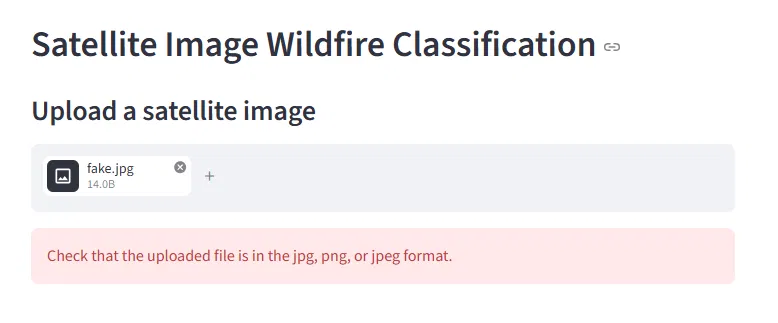 Satellite Image Wildfire Classification
Upload a satellite image
fake.jpg
14.0B
+
Check that the uploaded file is in the jpg, png, or jpeg format.